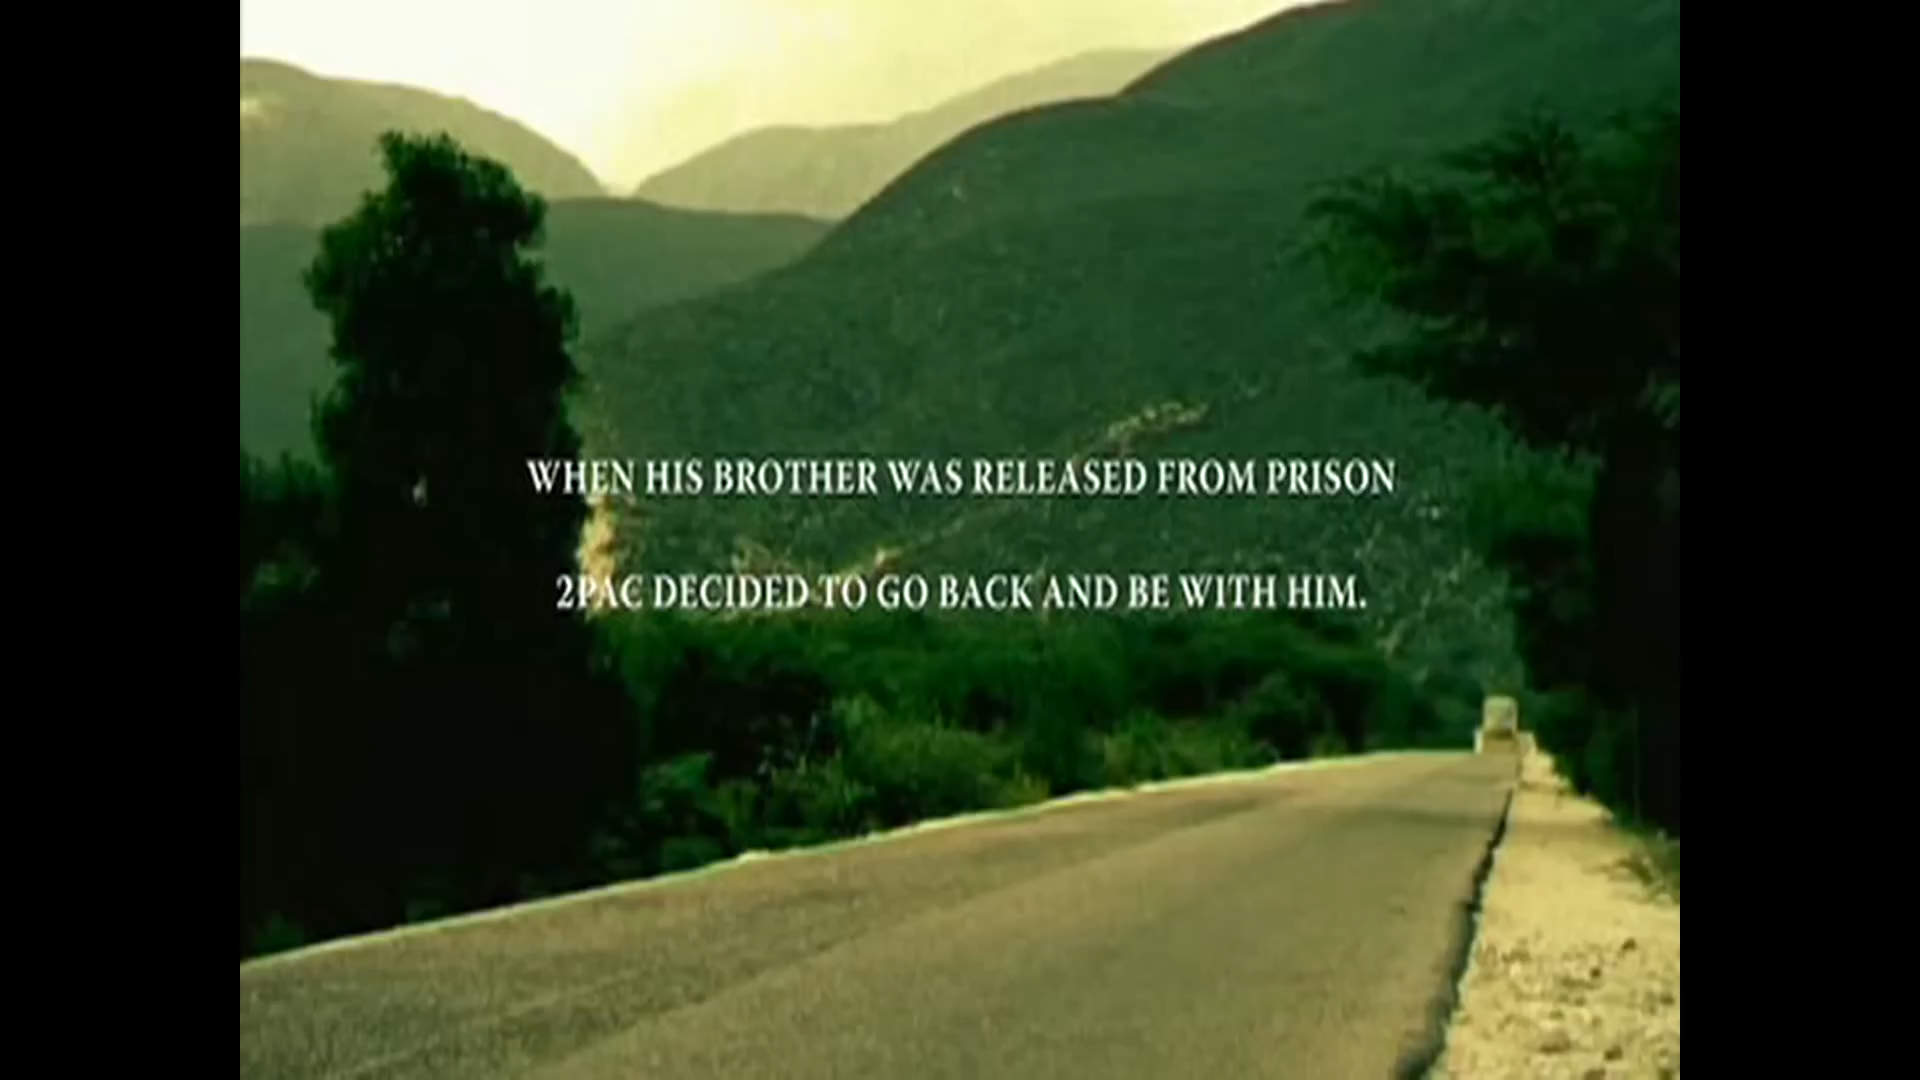 WHEN HIS BROTHER WAS RELEASED FROM PRISON
2PAC DECIDED TO GO BACK AND BE WITH HIM.